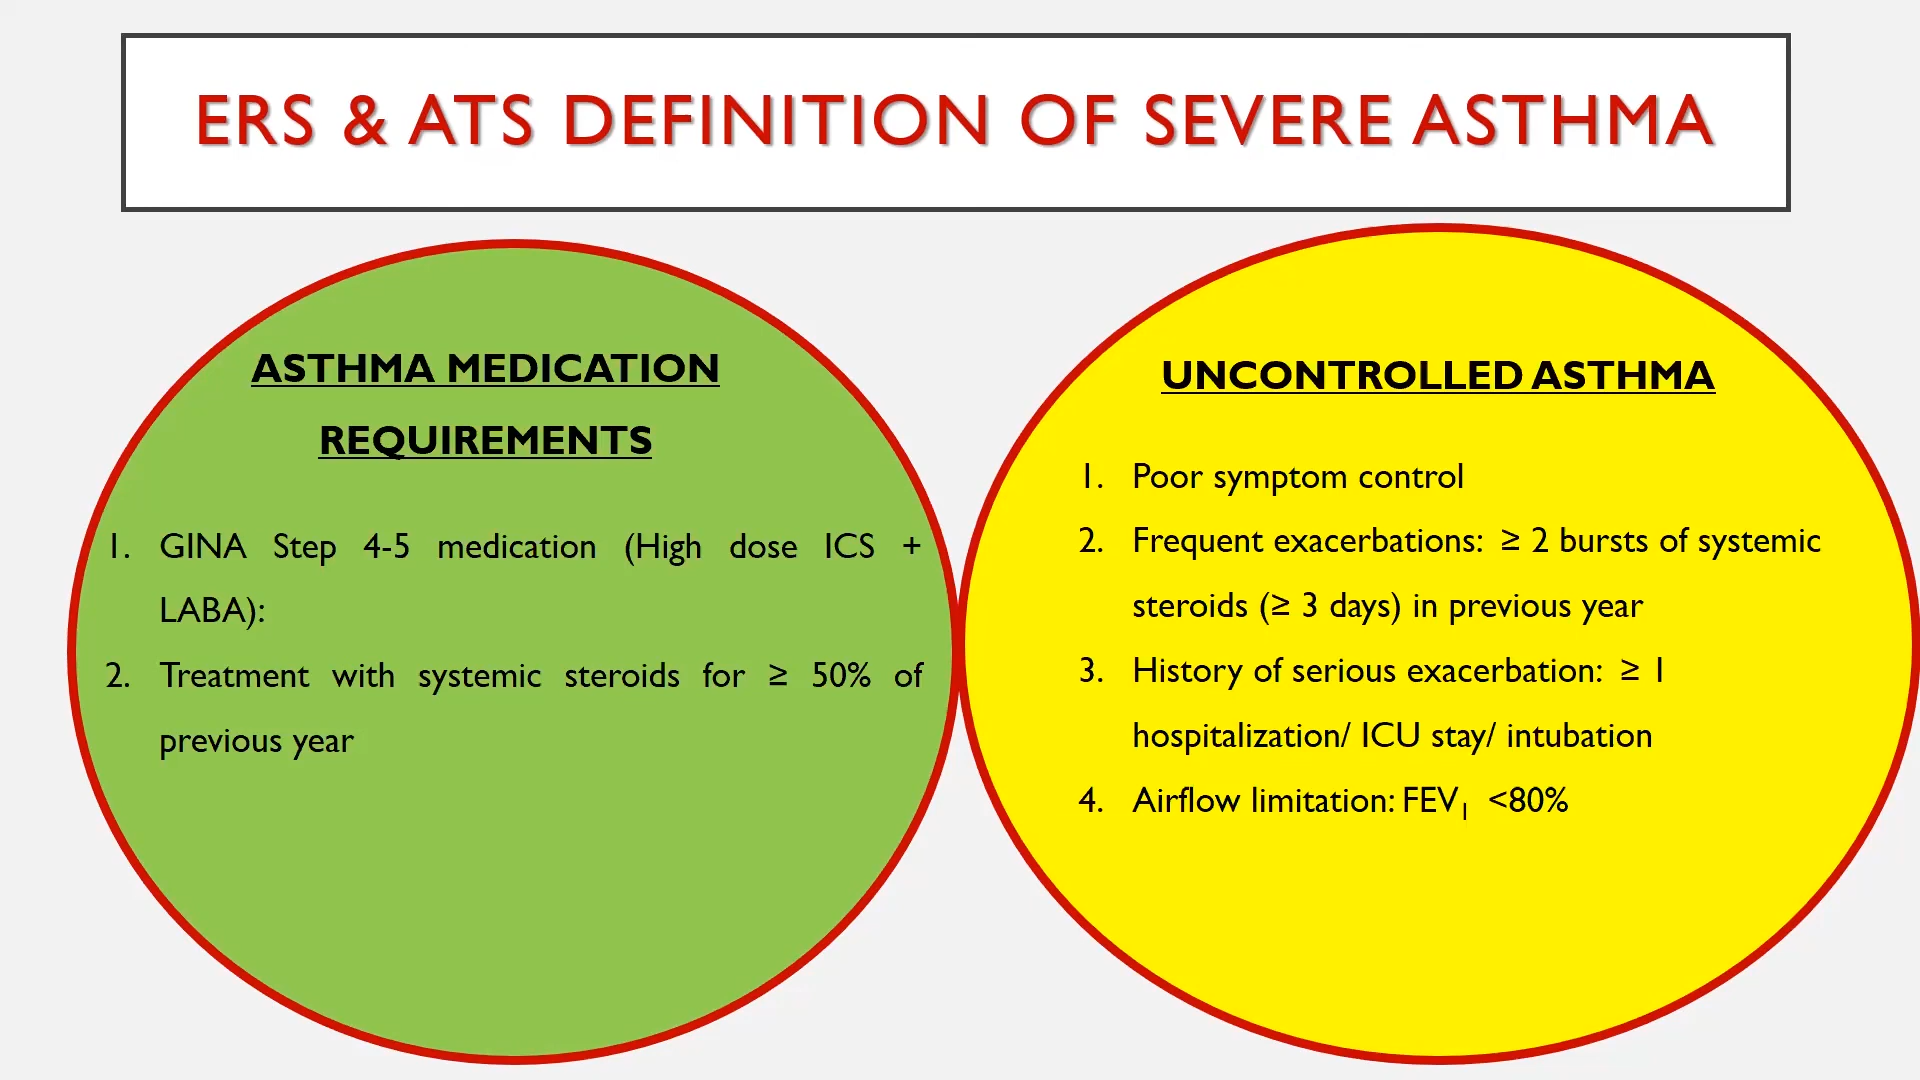 ERS & ATS DEFINITION OF SEVERE ASTHMA
ASTHMA MEDICATION
REQUIREMENTS
1. GINA Step 4-5 medication (High dose ICS +
LABA):
2. Treatment with systemic steroids for ≥ 50% of
previous year
UNCONTROLLED ASTHMA
1. Poor symptom control
2. Frequent exacerbations: ≥ 2 bursts of systemic
steroids (≥ 3 days) in previous year
3. History of serious exacerbation: ≥ 1
hospitalization/ ICU stay/ intubation
4. Airflow limitation: FEV₁ <80%